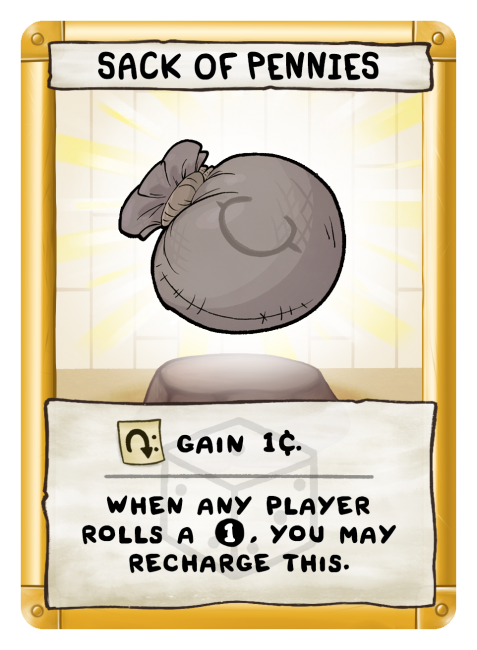 SACK OF PENNIES
: GAIN 1¢.
WHEN ANY PLAYER
ROLLS A 1, YOU MAY
RECHARGE THIS.